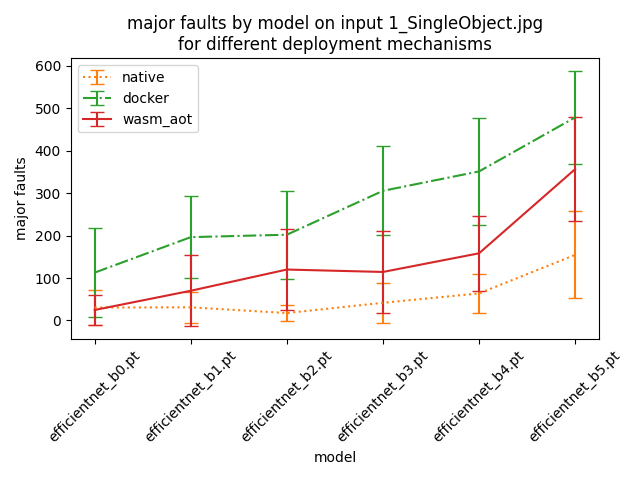 major faults by model on input 1_SingleObject.jpg
for different deployment mechanisms
native
docker
wasm_aot
major faults
600
500
400
300
200
100
0
efficientnet_b0.pt
efficientnet_b1.pt
efficientnet_b2.pt
efficientnet_b3.pt
efficientnet_b4.pt
efficientnet_b5.pt
model